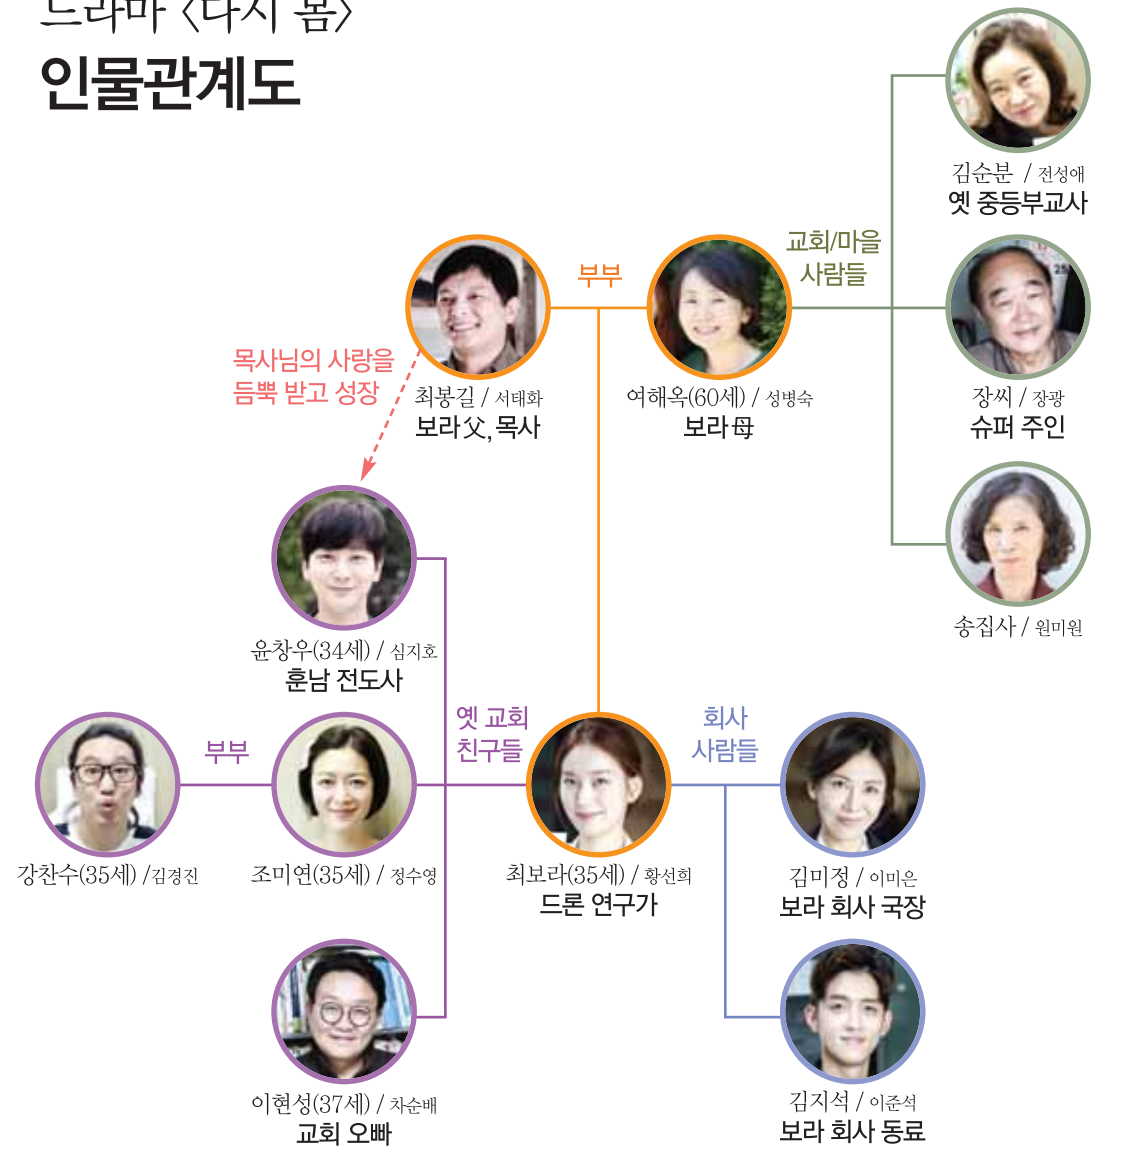 드라마 〈다시 봄〉
인물관계도
김순분 / 전성애
옛 중등부교사
교회/마을
사람들
부부
목사님의 사랑을
듬뿍 받고 성장
최봉길 / 서태화
보라父, 목사
여해옥(60세) / 성병숙
보라母
장씨 / 장광
슈퍼 주인
송집사 / 원미원
윤창우(34세) / 심지호
훈남 전도사
옛 교회
친구들
회사
사람들
부부
강찬수(35세) /김경진
조미연(35세) / 정수영
최보라(35세) / 황선희
드론 연구가
김미정 / 이미은
보라 회사 국장
이현성(37세) / 차순배
교회 오빠
김지석 / 이준석
보라 회사 동료